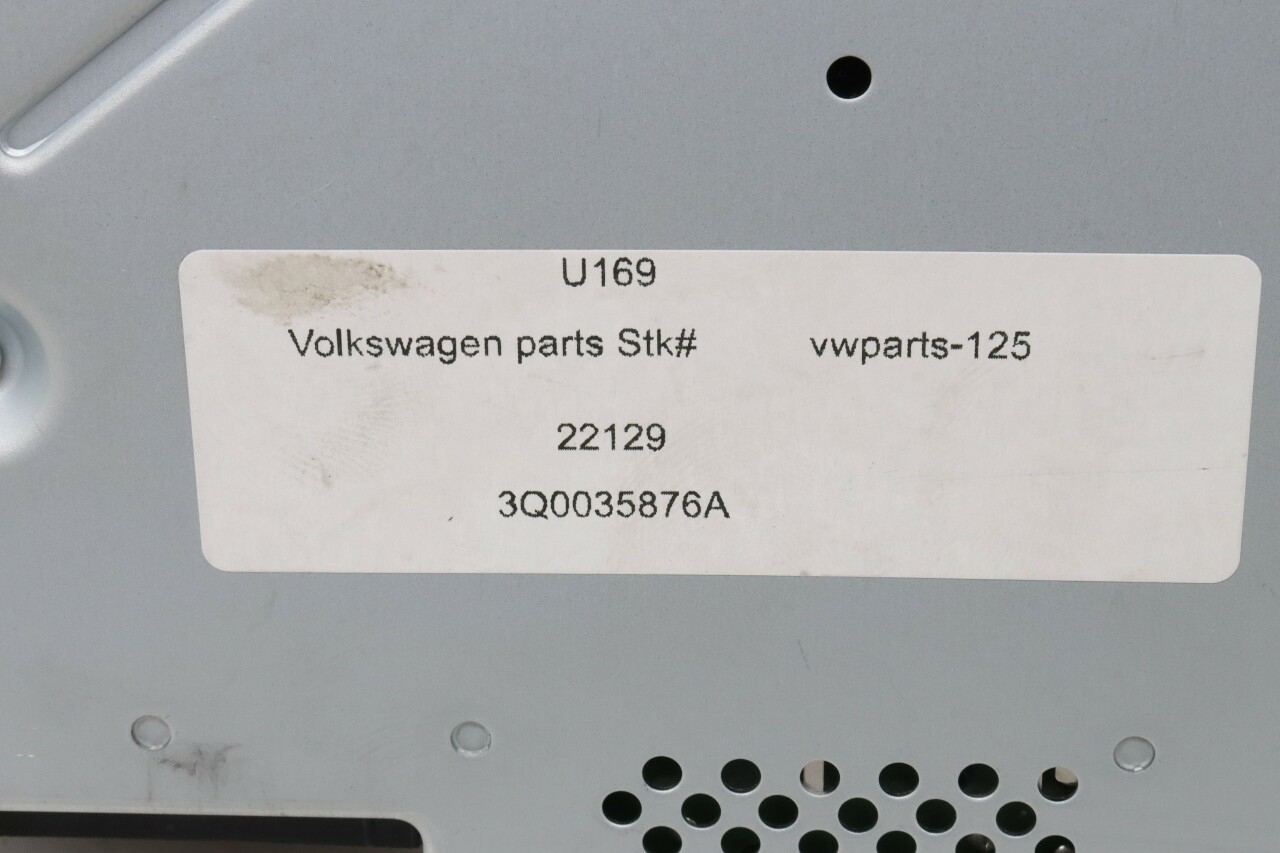 U169
Volkswagen parts Stk# vwparts-125
22129
3Q0035876A